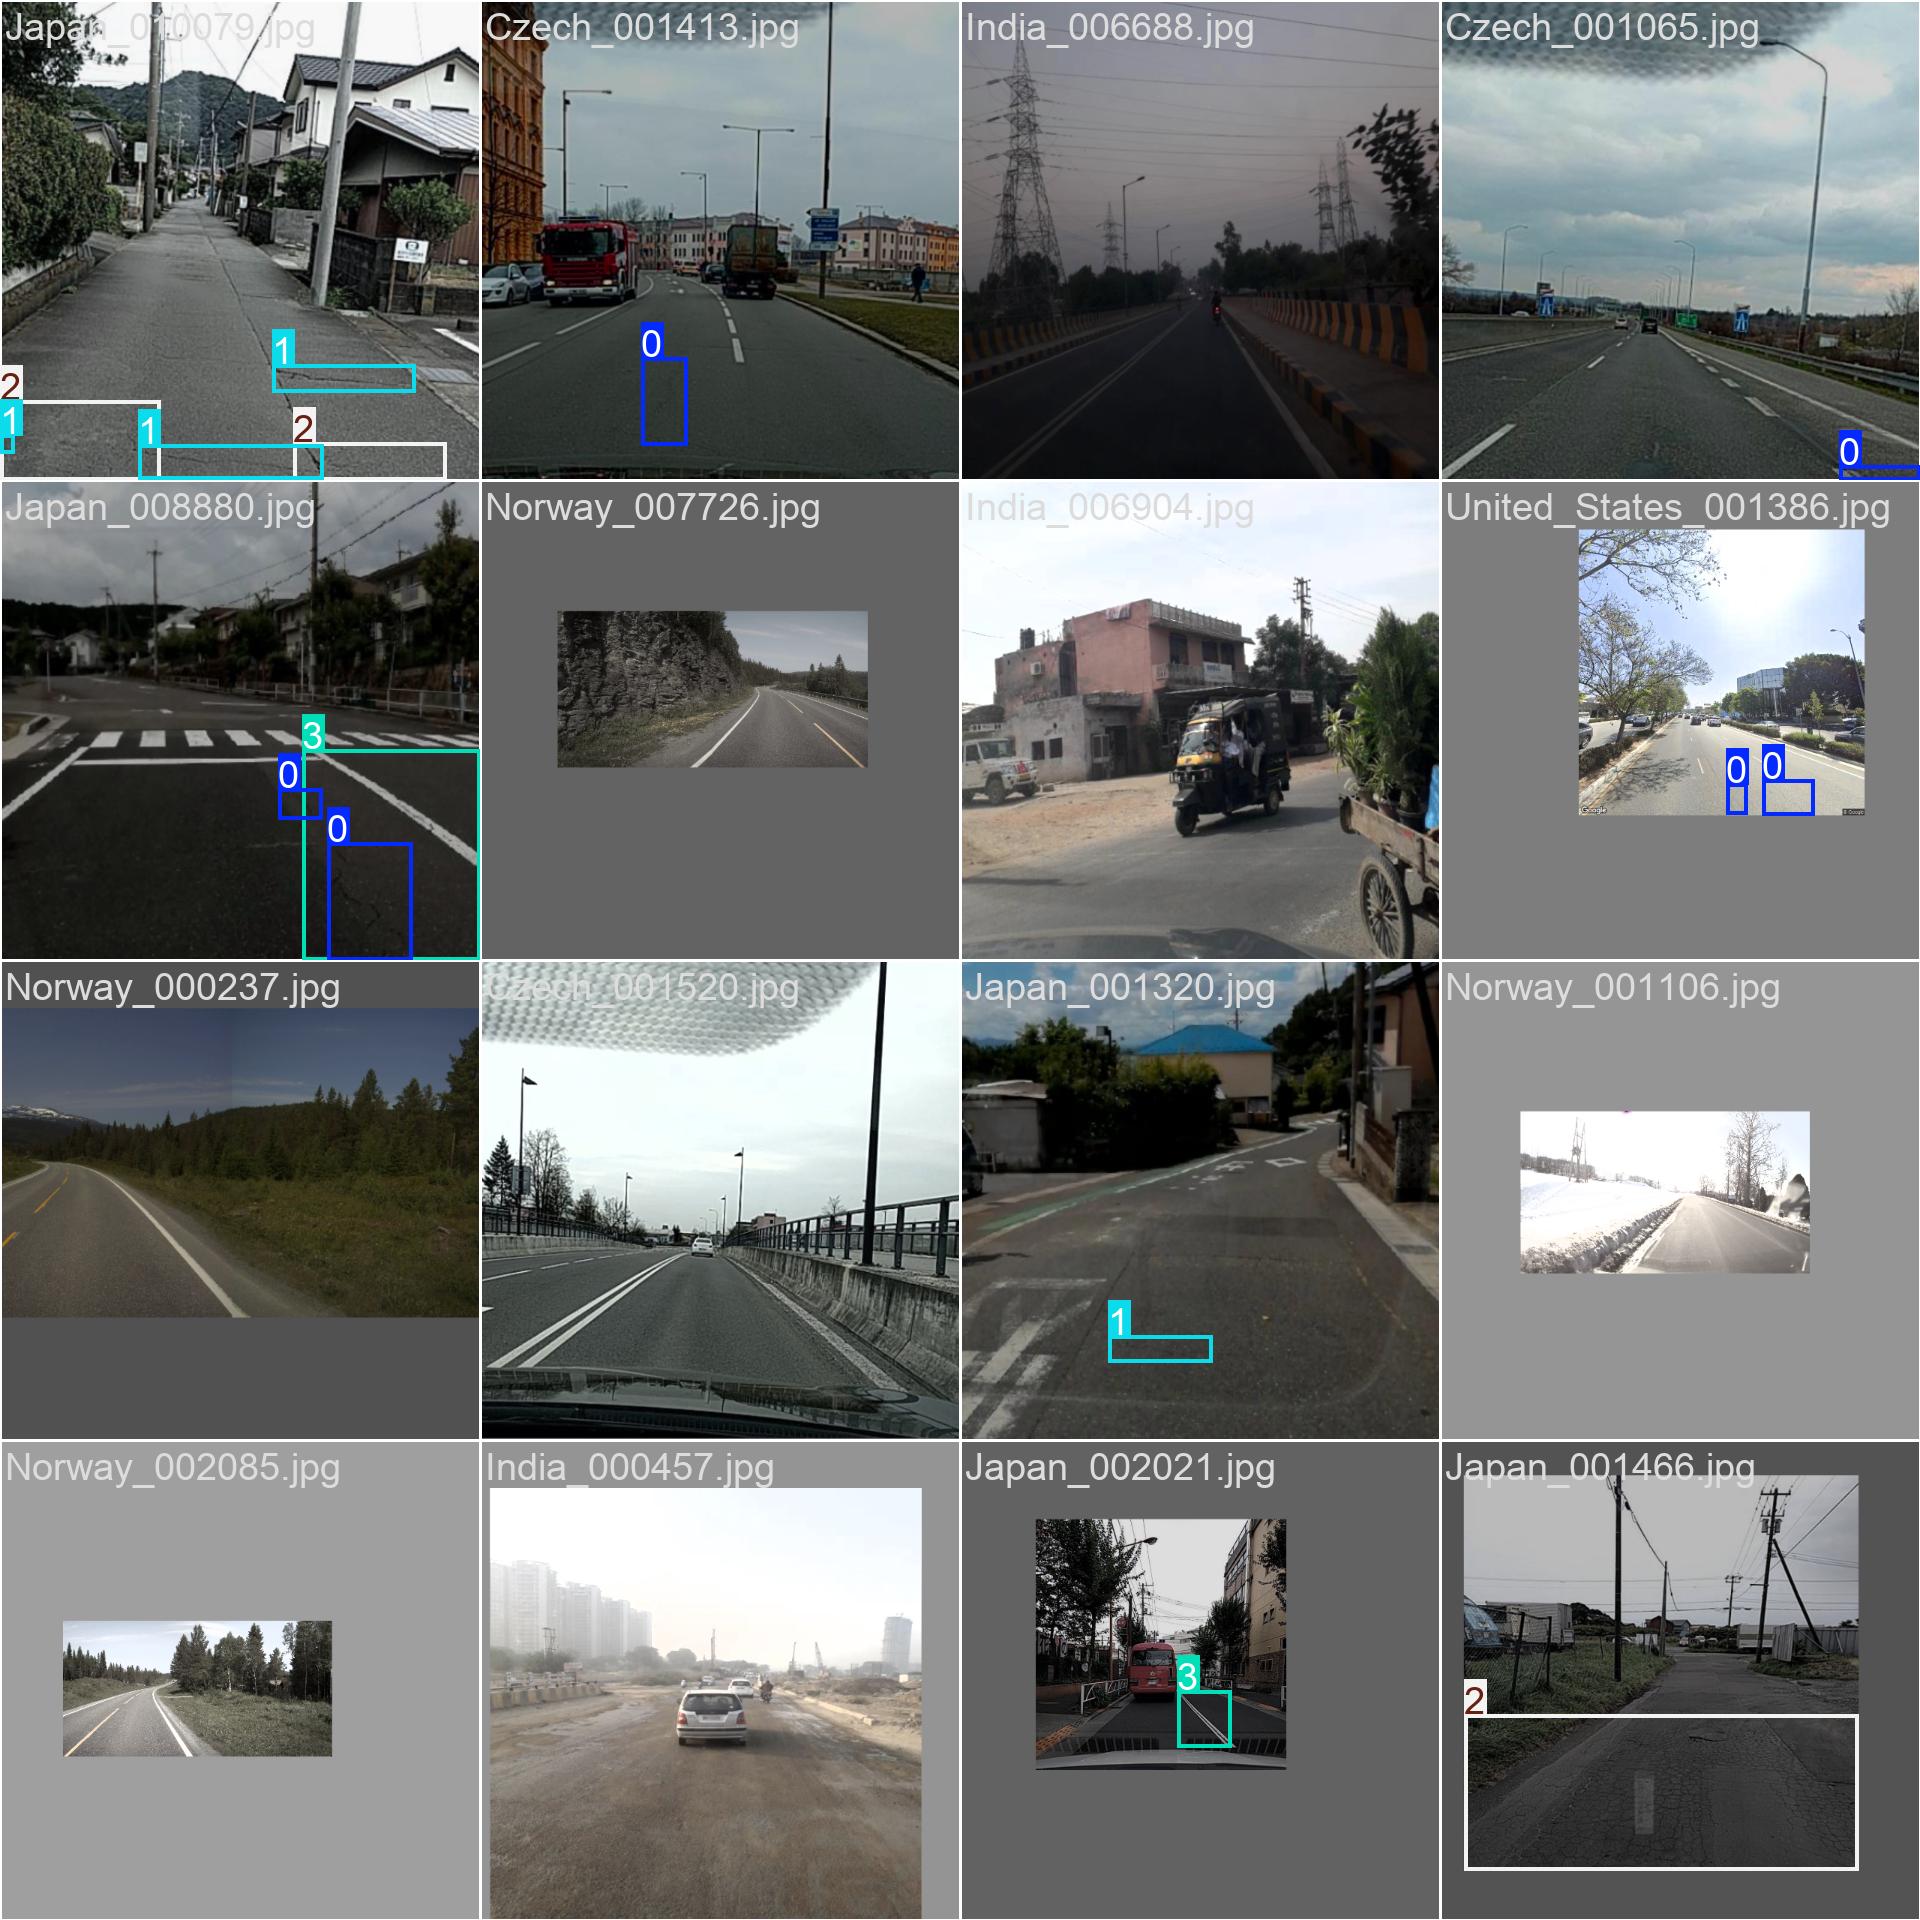 Japan_010079.jpg
Czech_001413.jpg
India_006688.jpg
Czech_001065.jpg
1
2
1
1
2
0
0
Japan_008880.jpg
Norway_007726.jpg
India_006904.jpg
United_States_001386.jpg
3
0
0
0
0
Google
Norway_000237.jpg
Czech_001520.jpg
Japan_001320.jpg
Norway_001106.jpg
1
Norway_002085.jpg
India_000457.jpg
Japan_002021.jpg
Japan_001466.jpg
3
2